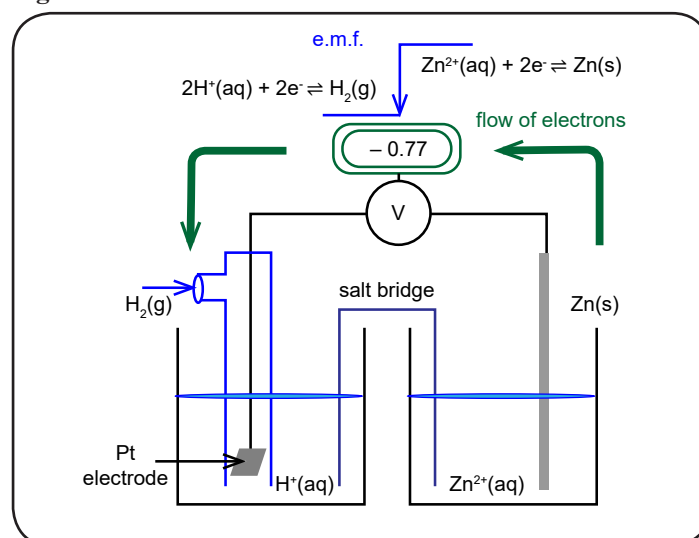 e.m.f.
Zn²⁺(aq) + 2e⁻ ⇌ Zn(s)
2H⁺(aq) + 2e⁻ ⇌ H₂(g)
flow of electrons
– 0.77
V
H₂(g)
salt bridge
Zn(s)
Pt
electrode
H⁺(aq)
Zn²⁺(aq)